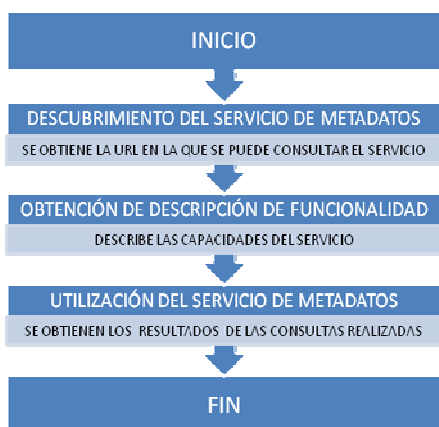 INICIO
DESCUBRIMIENTO DEL SERVICIO DE METADATOS
SE OBTIENE LA URL EN LA QUE SE PUEDE CONSULTAR EL SERVICIO
OBTENCIÓN DE DESCRIPCIÓN DE FUNCIONALIDAD
DESCRIBE LAS CAPACIDADES DEL SERVICIO
UTILIZACIÓN DEL SERVICIO DE METADATOS
SE OBTIENEN LOS RESULTADOS DE LAS CONSULTAS REALIZADAS
FIN